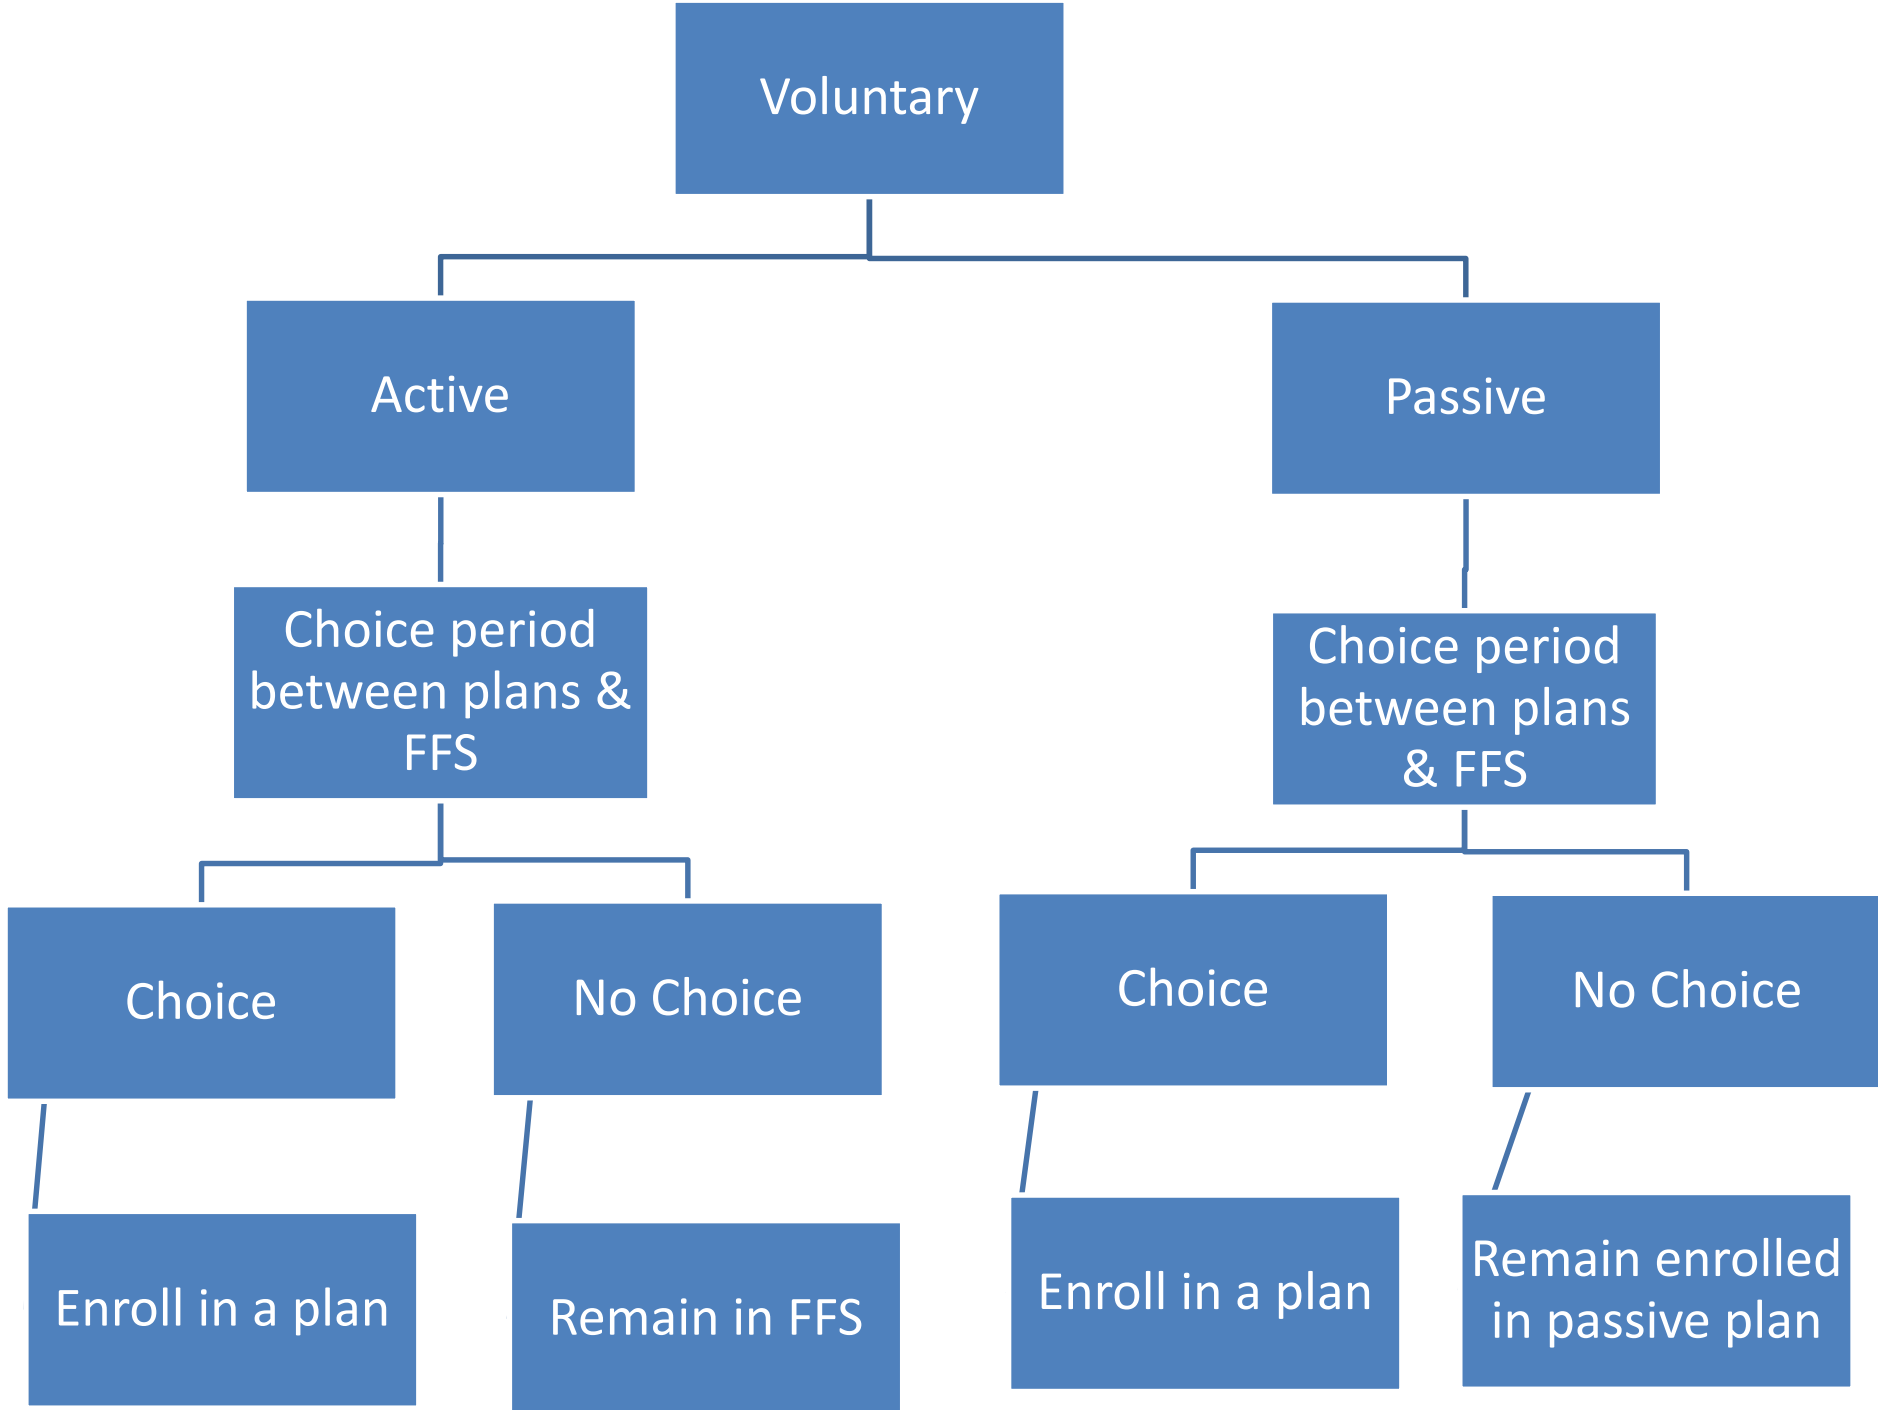 Voluntary
Active
Passive
Choice period
between plans &
FFS
Choice period
between plans
& FFS
Choice
No Choice
Choice
No Choice
Enroll in a plan
Remain in FFS
Enroll in a plan
Remain enrolled
in passive plan